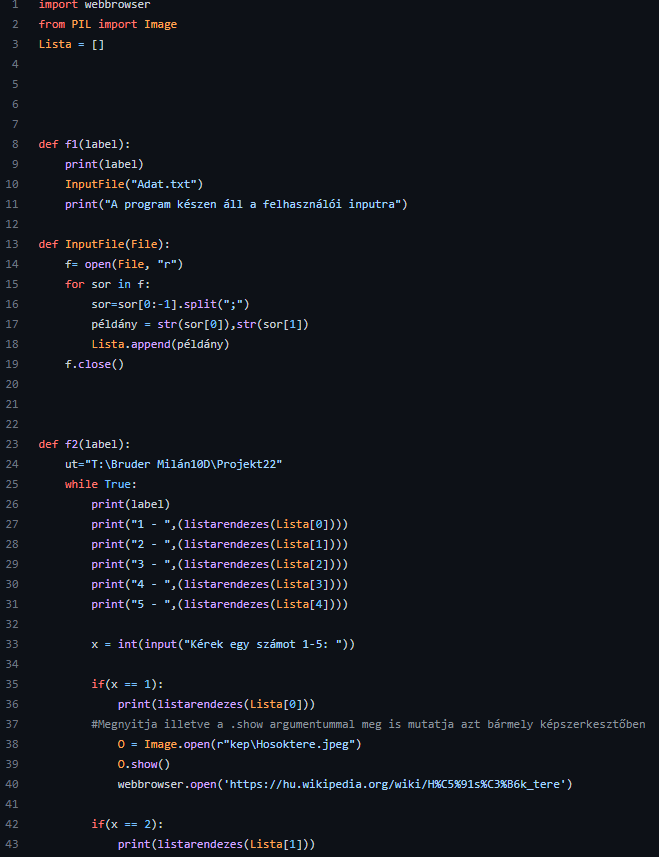 1 import webbrowser
2 from PIL import Image
3 Lista = []
4
5
6
7
8 def f1(label):
9     print(label)
10     InputFile("Adat.txt")
11     print("A program készen áll a felhasználói inputra")
12
13 def InputFile(File):
14     f= open(File, "r")
15     for sor in f:
16         sor=sor[0:-1].split(";")
17         példány = str(sor[0]),str(sor[1])
18         Lista.append(példány)
19     f.close()
20
21
22
23 def f2(label):
24     ut="T:\Bruder Milán10D\Projekt22"
25     while True:
26         print(label)
27         print("1 - ",(listarendezes(Lista[0])))
28         print("2 - ",(listarendezes(Lista[1])))
29         print("3 - ",(listarendezes(Lista[2])))
30         print("4 - ",(listarendezes(Lista[3])))
31         print("5 - ",(listarendezes(Lista[4])))
32
33         x = int(input("Kérek egy számot 1-5: "))
34
35         if(x == 1):
36             print(listarendezes(Lista[0]))
37         #Megnyitja illetve a .show argumentummal meg is mutatja azt bármely képszerkesztőben
38             O = Image.open(r"kep\Hosoktere.jpeg")
39             O.show()
40             webbrowser.open('https://hu.wikipedia.org/wiki/H%C5%91s%C3%B6k_tere')
41
42         if(x == 2):
43             print(listarendezes(Lista[1]))